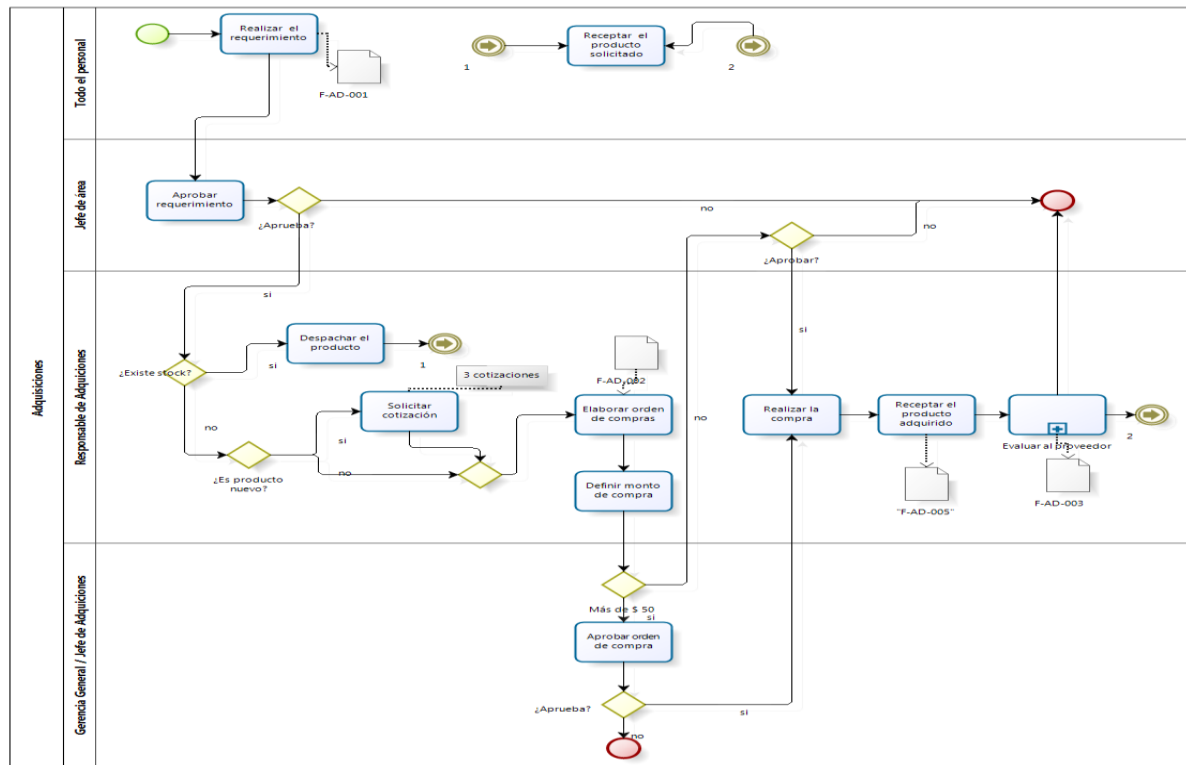 Adquisiciones
Todo el personal
Realizar el
requerimiento
F-AD-001
1
Receptar el
producto
solicitado
2
Jefe de área
Aprobar
requerimiento
¿Aprueba?
no
si
¿Aprobar?
no
si
Responsable de Adquiciones
¿Existe stock?
si
Despachar el
producto
1
no
¿Es producto
nuevo?
si
no
Solicitar
cotización
3 cotizaciones
F-AD-002
Elaborar orden
de compras
Definir monto
de compra
no
Realizar la
compra
Receptar el
producto
adquirido
"F-AD-005"
Evaluar al proveedor
F-AD-003
2
Gerencia General / Jefe de Adquiciones
Más de $ 50
si
Aprobar orden
de compra
¿Aprueba?
si
no